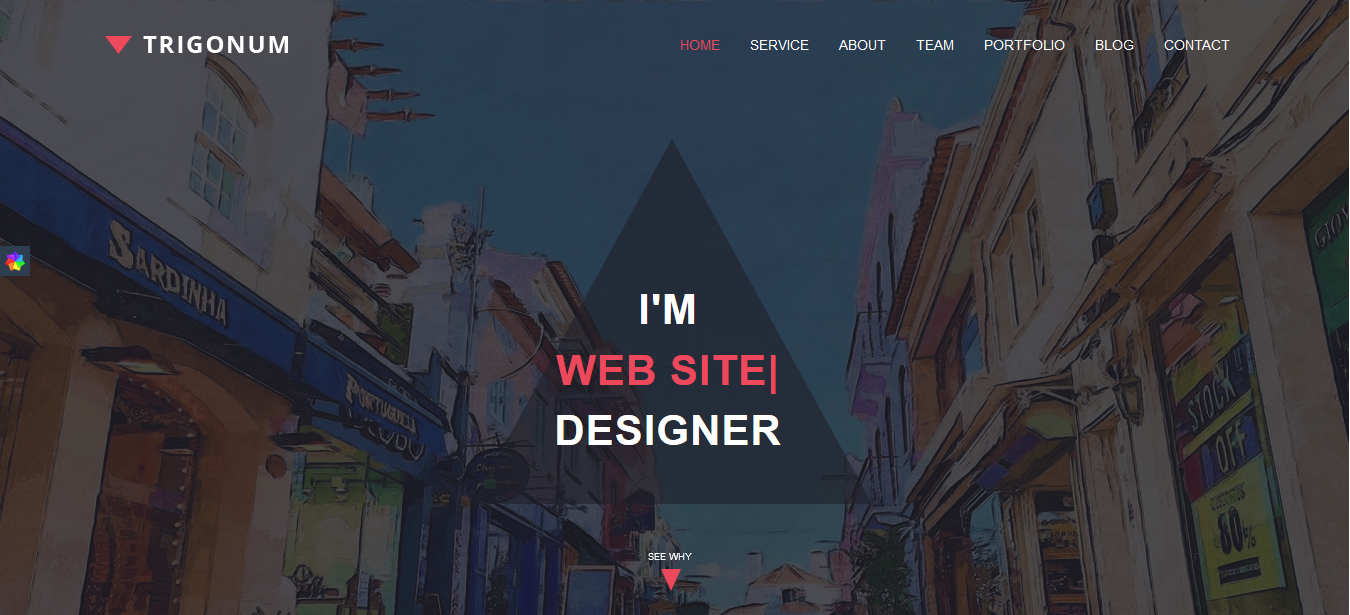 TRIGONUM
HOME SERVICE ABOUT TEAM PORTFOLIO BLOG CONTACT
SARDINHA
PORTUGUESA
STOCK
OFF
80%
I'M
WEB SITE|
DESIGNER
SEE WHY